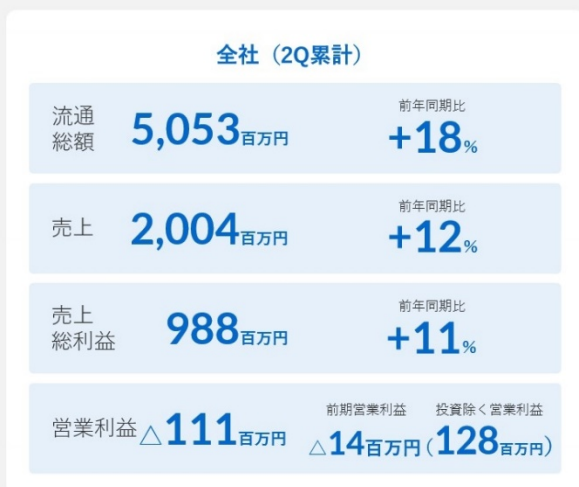 全社（2Q累計）
流通
総額
5,053百万円
前年同期比
+18%
売上
2,004百万円
前年同期比
+12%
売上
総利益
988百万円
前年同期比
+11%
営業利益
△111百万円
前期営業利益
△14百万円
投資除く営業利益
(128百万円)